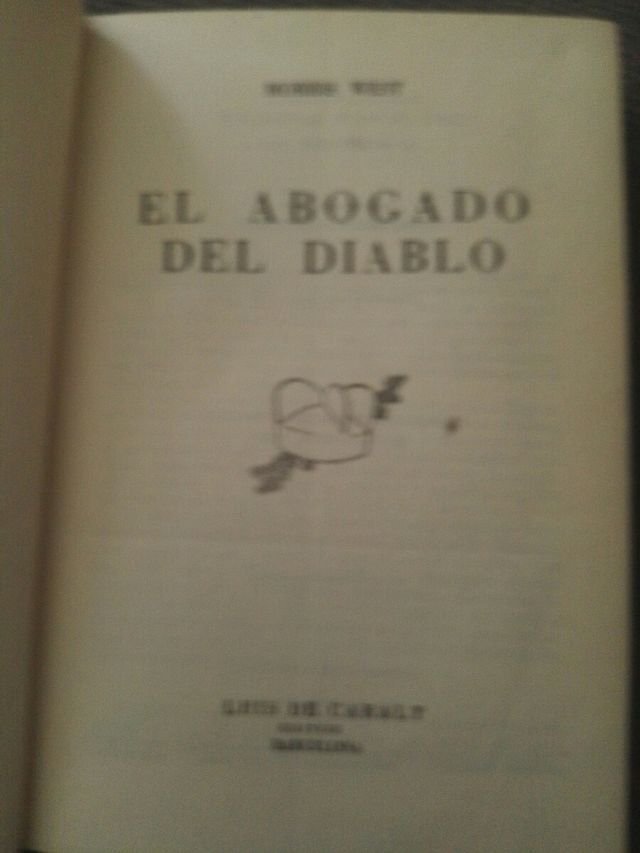 MORRIS WEST
EL ABOGADO
DEL DIABLO
LUIS DE CARALT
BARCELONA